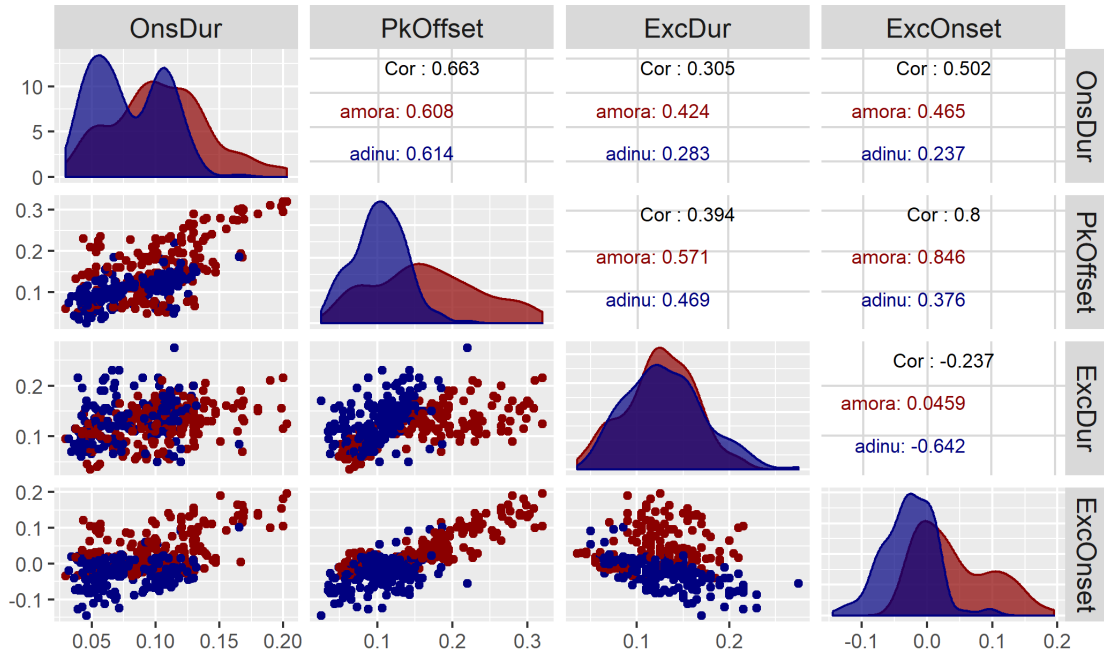 OnsDur PkOffset ExcDur ExcOnset
Cor : 0.663 Cor : 0.305 Cor : 0.502
amora: 0.608 amora: 0.424 amora: 0.465
adinu: 0.614 adinu: 0.283 adinu: 0.237
10
5
0
OnsDur
Cor : 0.394 Cor : 0.8
amora: 0.571 amora: 0.846
adinu: 0.469 adinu: 0.376
0.3
0.2
0.1
PkOffset
Cor : -0.237
amora: 0.0459
adinu: -0.642
0.2
0.1
ExcDur
0.2
0.1
0.0
-0.1
ExcOnset
0.05 0.10 0.15 0.20 0.1 0.2 0.3 0.1 0.2 -0.1 0.0 0.1 0.2